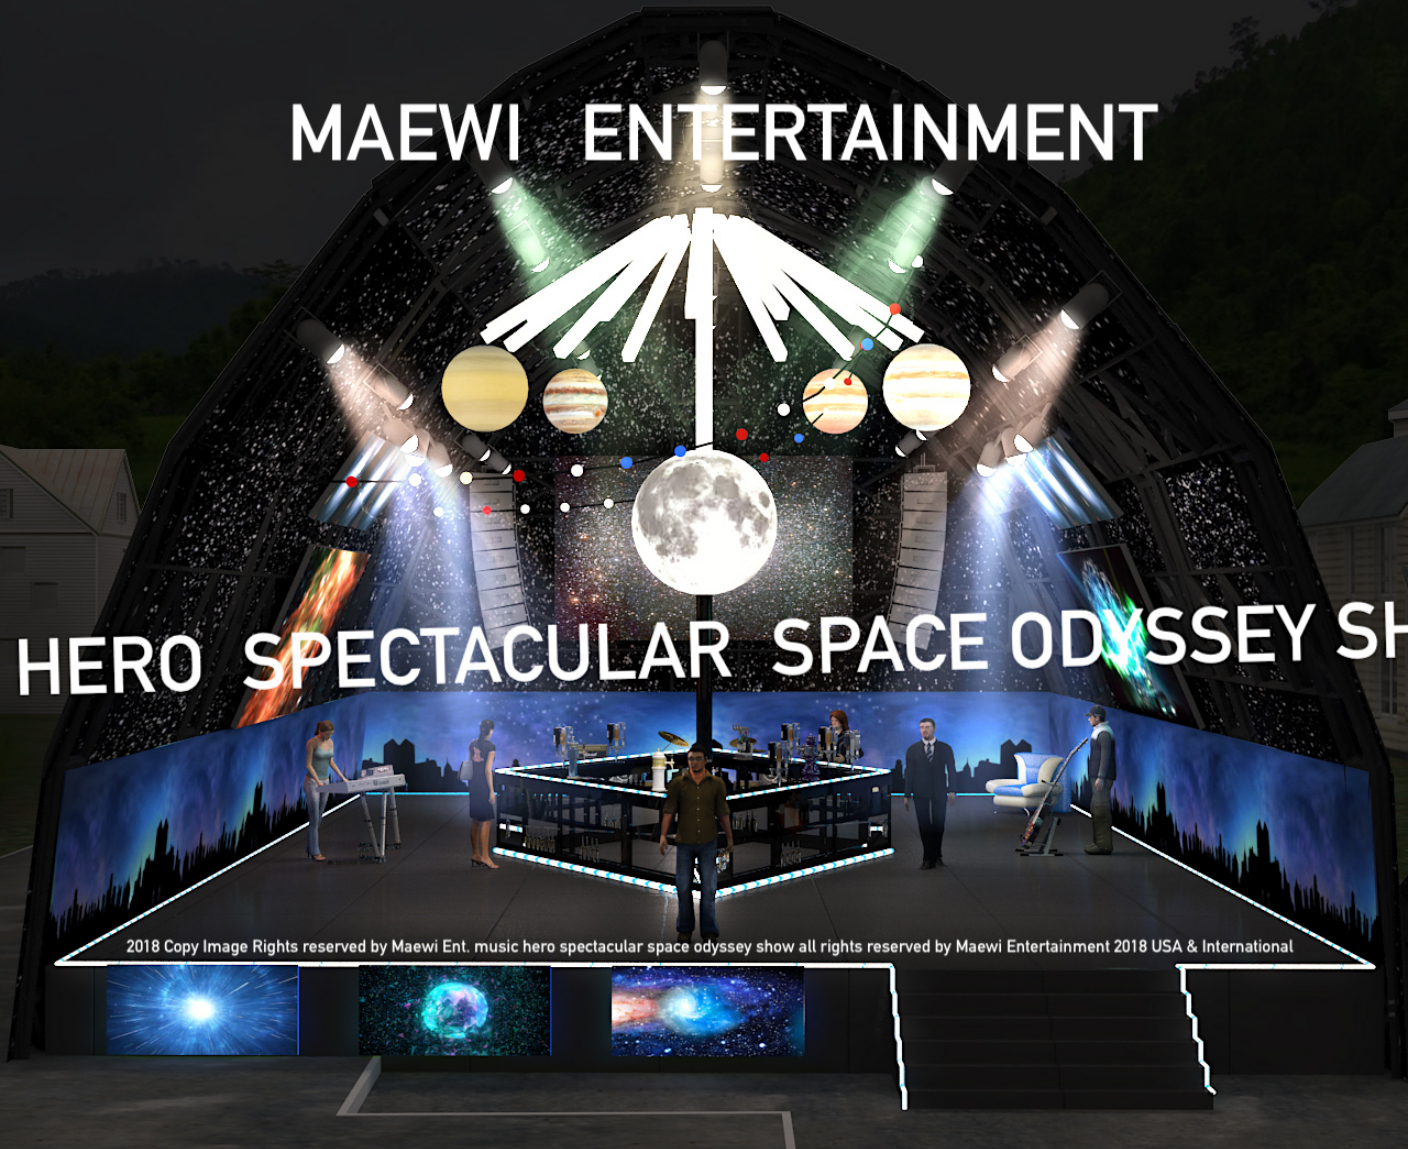 MAEWI ENTERTAINMENT
HERO SPECTACULAR SPACE ODYSSEY SH
2018 Copy Image Rights reserved by Maewi Ent. music hero spectacular space odyssey show all rights reserved by Maewi Entertainment 2018 USA & International